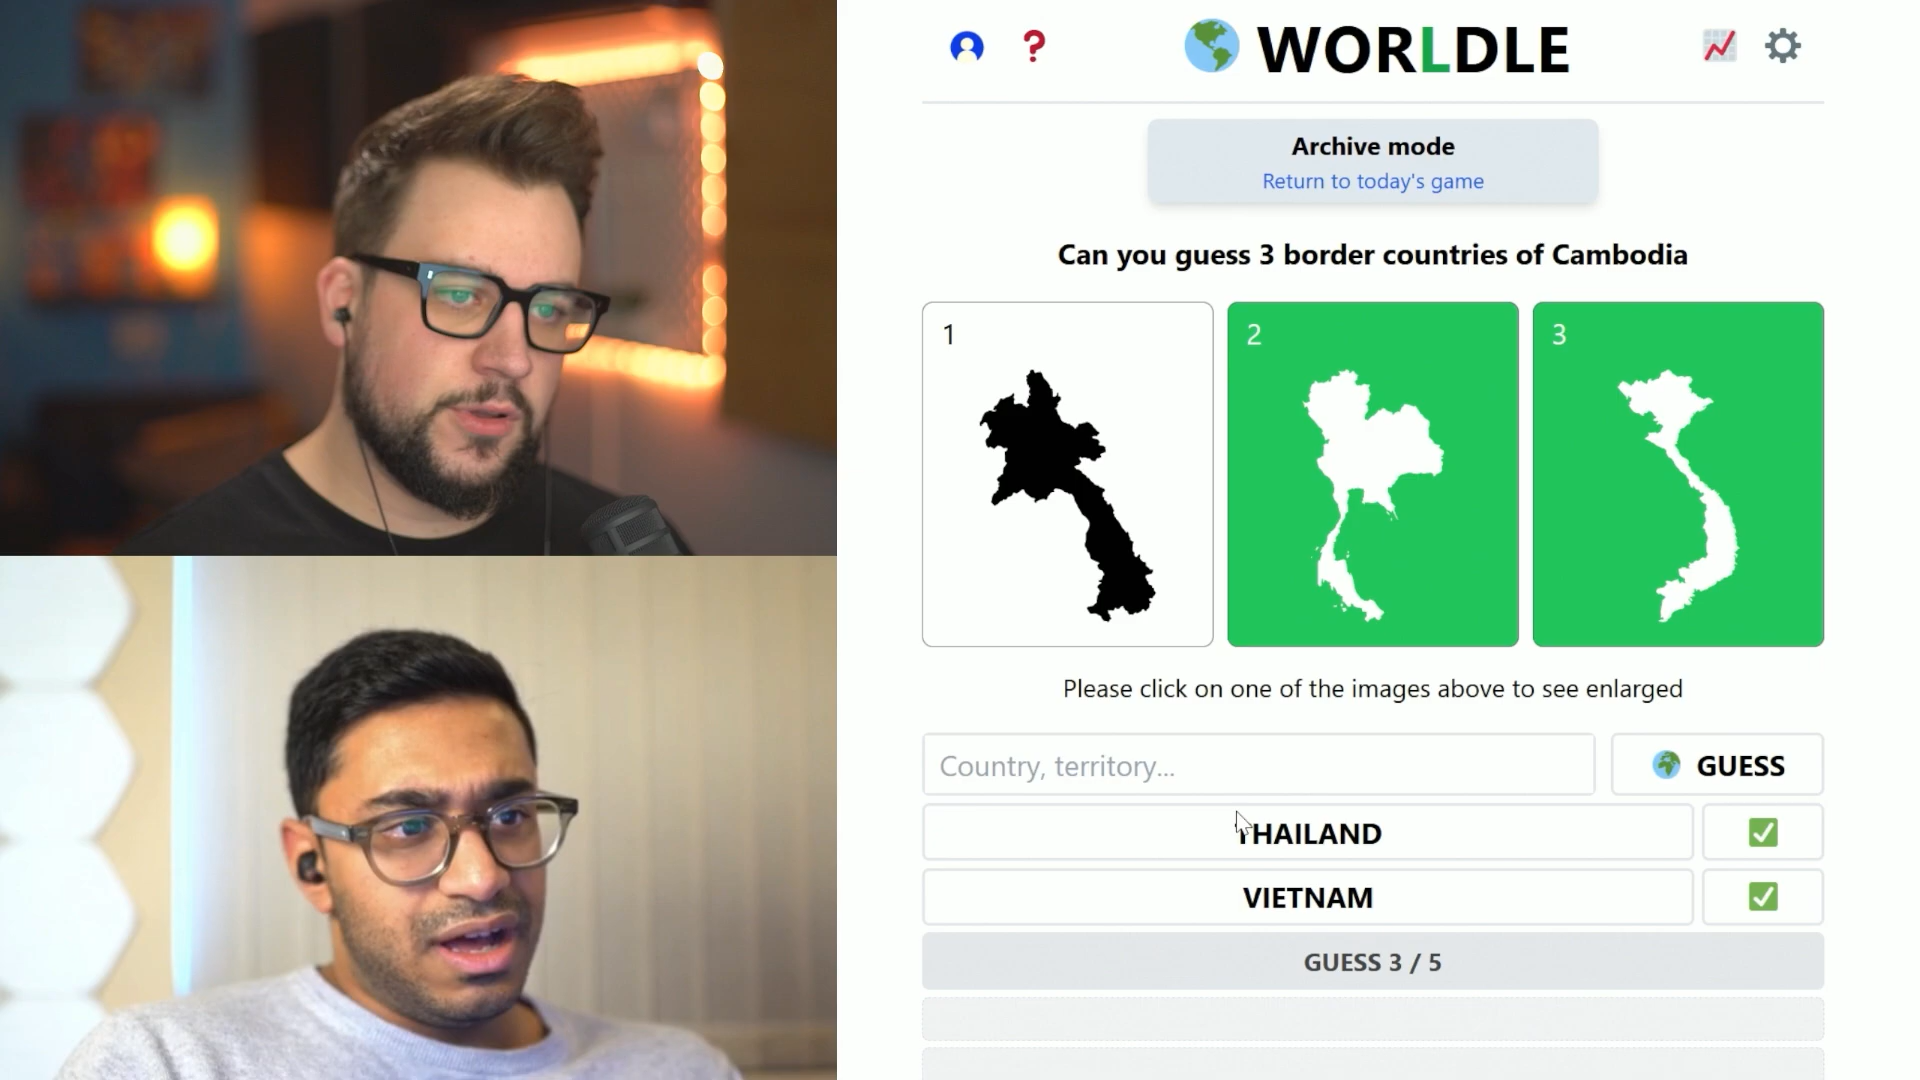 WORLDLE
Archive mode
Return to today's game
Can you guess 3 border countries of Cambodia
1
2
3
Please click on one of the images above to see enlarged
Country, territory...
GUESS
THAILAND
VIETNAM
GUESS 3 / 5